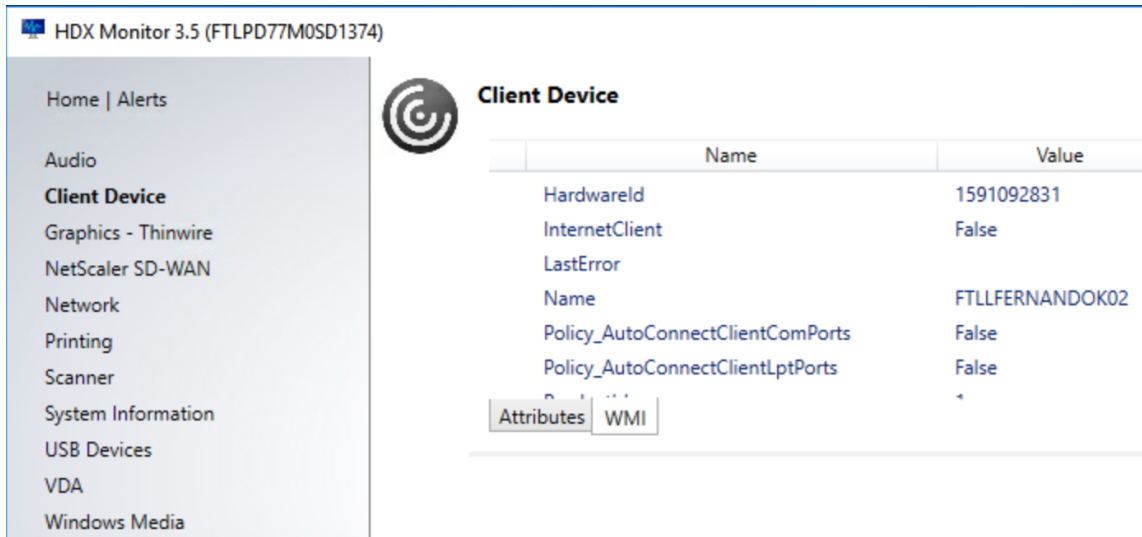 HDX Monitor 3.5 (FTLPD77M0SD1374)
Home | Alerts
Audio
Client Device
Graphics - Thinwire
NetScaler SD-WAN
Network
Printing
Scanner
System Information
USB Devices
VDA
Windows Media
Client Device
Name Value
HardwareId 1591092831
InternetClient False
LastError
Name FTLLFERNANDOK02
Policy_AutoConnectClientComPorts False
Policy_AutoConnectClientLptPorts False
Attributes WMI